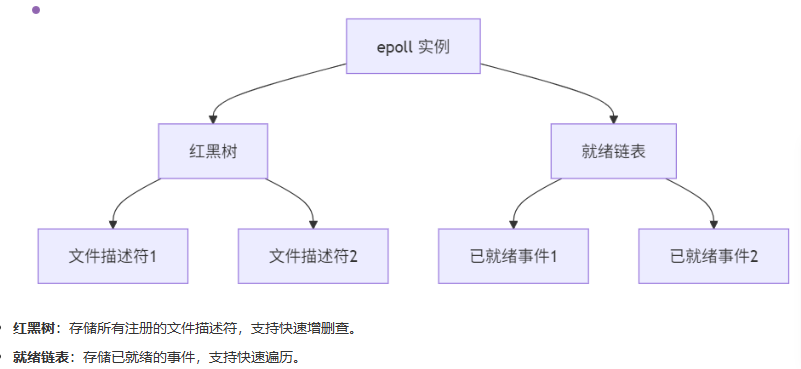 epoll 实例
红黑树
就绪链表
文件描述符1
文件描述符2
已就绪事件1
已就绪事件2
红黑树：存储所有注册的文件描述符，支持快速增删查。
就绪链表：存储已就绪的事件，支持快速遍历。